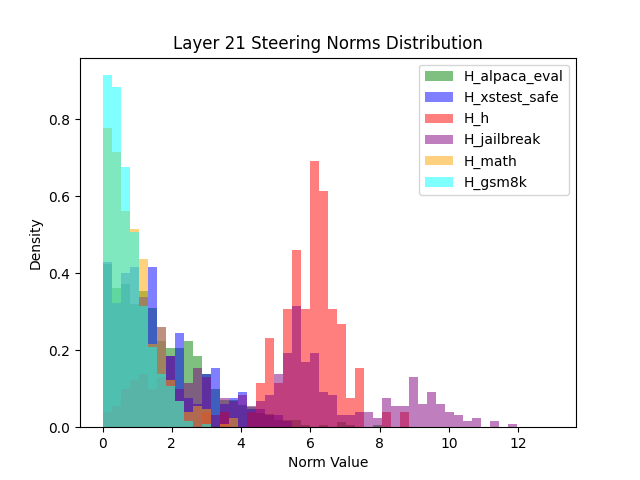 Layer 21 Steering Norms Distribution
H_alpaca_eval
H_xstest_safe
H_h
H_jailbreak
H_math
H_gsm8k
Density
0.8
0.6
0.4
0.2
0.0
0 2 4 6 8 10 12
Norm Value